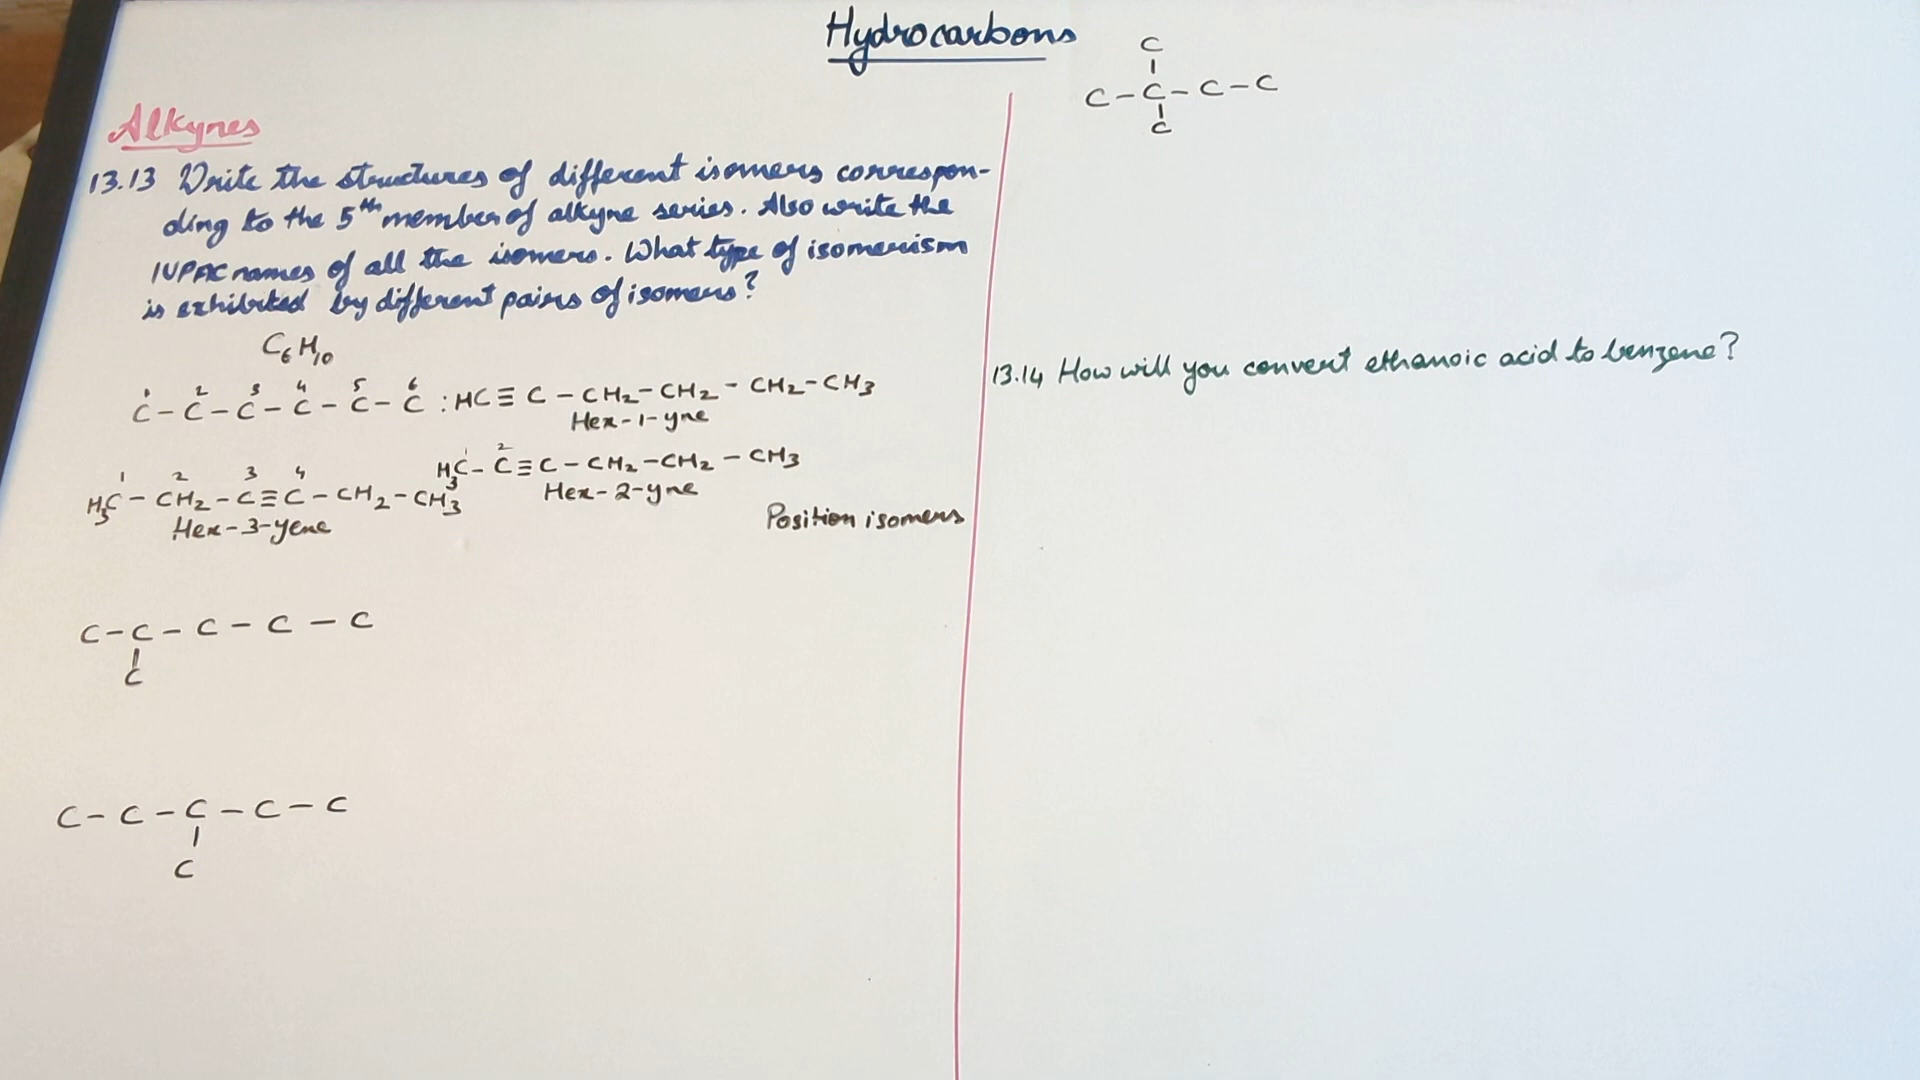 Hydrocarbons
Alkynes
13.13 Write the structures of different isomers correspon-
ding to the 5th member of alkyne series. Also write the
IUPAC names of all the isomers. What type of isomerism
is exhibited by different pairs of isomers?
C6H10
1 2 3 4 5 6
C - C - C - C - C - C : HC ≡ C - CH2 - CH2 - CH2 - CH3
Hex-1-yne
1 2
H3C - C ≡ C - CH2 - CH2 - CH3
Hex-2-yne
1 2 3 4
H3C - CH2 - C ≡ C - CH2 - CH3
Hex-3-yene
Position isomers
C - C - C - C - C
|
C
C - C - C - C - C
|
C
C
|
C - C - C - C
|
C
13.14 How will you convert ethanoic acid to benzene?